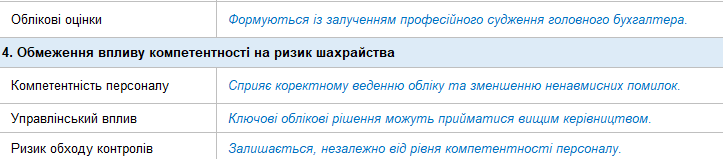 Облікові оцінки Формуються із залученням професійного судження головного бухгалтера.
4. Обмеження впливу компетентності на ризик шахрайства
Компетентність персоналу Сприяє коректному веденню обліку та зменшенню ненавмисних помилок.
Управлінський вплив Ключові облікові рішення можуть прийматися вищим керівництвом.
Ризик обходу контролів Залишається, незалежно від рівня компетентності персоналу.